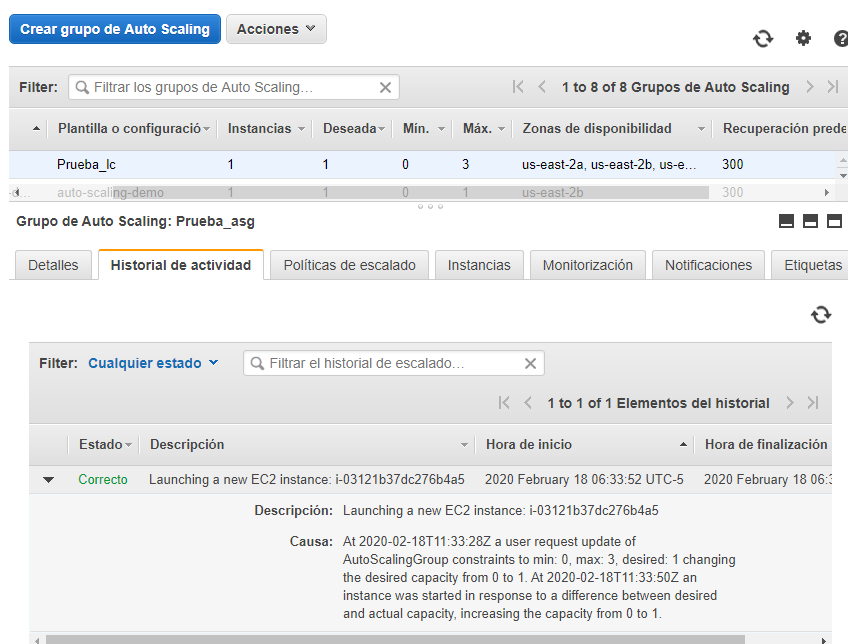 Crear grupo de Auto Scaling Acciones
Filter: Filtrar los grupos de Auto Scaling... 1 to 8 of 8 Grupos de Auto Scaling
Plantilla o configuració Instancias Deseada Mín. Máx. Zonas de disponibilidad Recuperación prede
Prueba_lc 1 1 0 3 us-east-2a, us-east-2b, us-e... 300
auto-scaling-demo 1 1 0 1 us-east-2b 300
Grupo de Auto Scaling: Prueba_asg
Detalles Historial de actividad Políticas de escalado Instancias Monitorización Notificaciones Etiquetas
Filter: Cualquier estado Filtrar el historial de escalado...
1 to 1 of 1 Elementos del historial
Estado Descripción Hora de inicio Hora de finalización
Correcto Launching a new EC2 instance: i-03121b37dc276b4a5 2020 February 18 06:33:52 UTC-5 2020 February 18 06:3
Descripción: Launching a new EC2 instance: i-03121b37dc276b4a5
Causa: At 2020-02-18T11:33:28Z a user request update of
AutoScalingGroup constraints to min: 0, max: 3, desired: 1 changing
the desired capacity from 0 to 1. At 2020-02-18T11:33:50Z an
instance was started in response to a difference between desired
and actual capacity, increasing the capacity from 0 to 1.